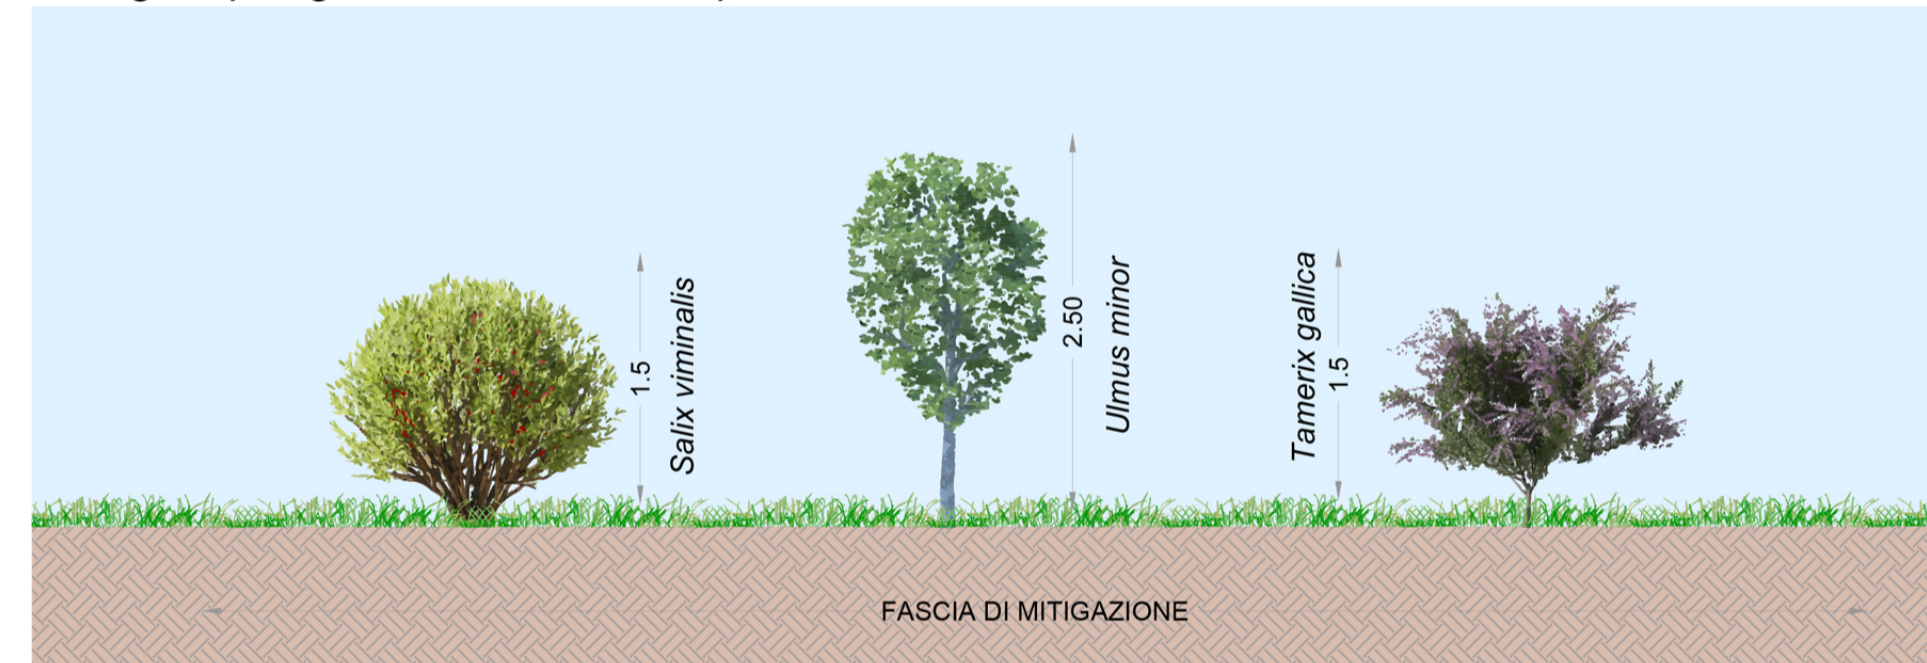 1.5
Salix viminalis
2.50
Ulmus minor
Tamerix gallica
1.5
FASCIA DI MITIGAZIONE